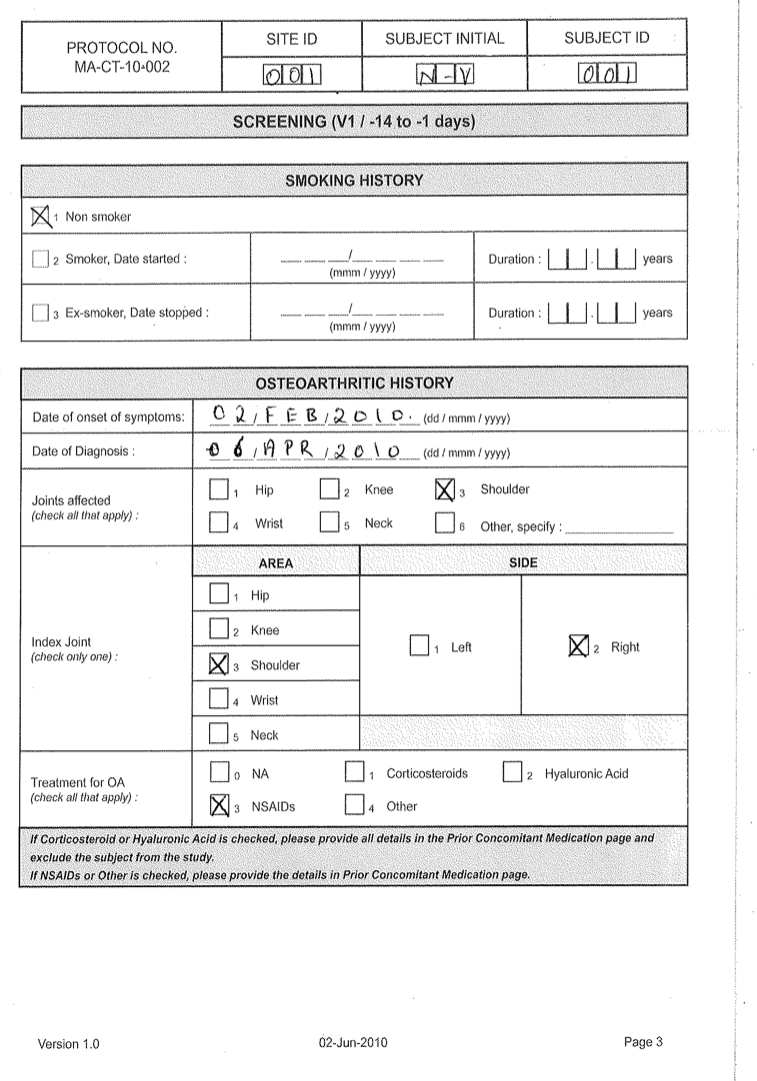 PROTOCOL NO.
MA-CT-10-002
SITE ID
001
SUBJECT INITIAL
N-Y
SUBJECT ID
001
SCREENING (V1 / -14 to -1 days)
SMOKING HISTORY
1 Non smoker
2 Smoker, Date started : ___ / ____ Duration : . years
(mmm / yyyy)
3 Ex-smoker, Date stopped : ___ / ____ Duration : . years
(mmm / yyyy)
OSTEOARTHRITIC HISTORY
Date of onset of symptoms: 02/FEB/2010. (dd / mmm / yyyy)
Date of Diagnosis : 06/APR/2010 (dd / mmm / yyyy)
Joints affected
(check all that apply) :
1 Hip 2 Knee 3 Shoulder
4 Wrist 5 Neck 6 Other, specify :
Index Joint
(check only one) :
AREA
1 Hip
2 Knee
3 Shoulder
4 Wrist
5 Neck
SIDE
1 Left 2 Right
Treatment for OA
(check all that apply) :
0 NA 1 Corticosteroids 2 Hyaluronic Acid
3 NSAIDs 4 Other
If Corticosteroid or Hyaluronic Acid is checked, please provide all details in the Prior Concomitant Medication page and
exclude the subject from the study.
If NSAIDs or Other is checked, please provide the details in Prior Concomitant Medication page.
Version 1.0 02-Jun-2010 Page 3